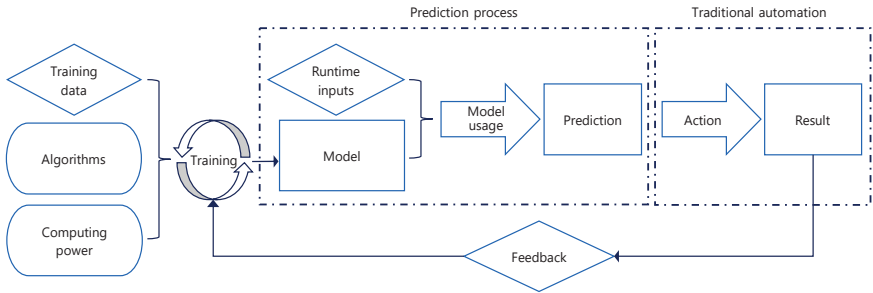 Prediction process
Traditional automation
Training
data
Algorithms
Computing
power
Training
Runtime
inputs
Model
Model
usage
Prediction
Action
Result
Feedback